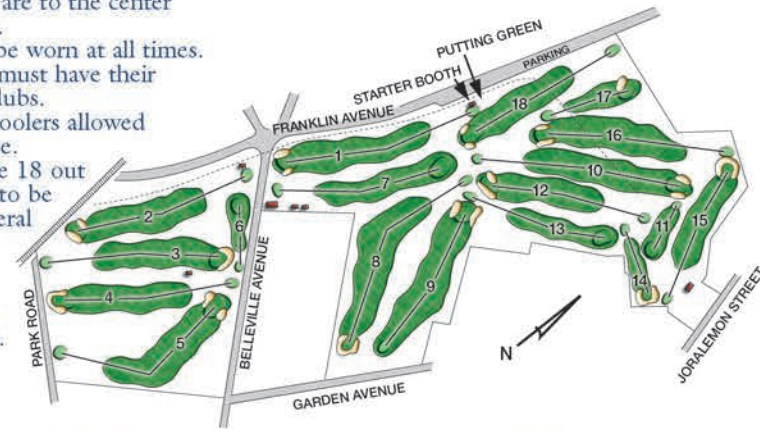 are to the center
.
be worn at all times.
must have their
lubs.
oolers allowed
e.
e 18 out
to be
eral
.
PUTTING GREEN
STARTER BOOTH
PARKING
FRANKLIN AVENUE
BELLEVILLE AVENUE
PARK ROAD
GARDEN AVENUE
JORALEMON STREET
N
1
2
3
4
5
6
7
8
9
10
11
12
13
14
15
16
17
18